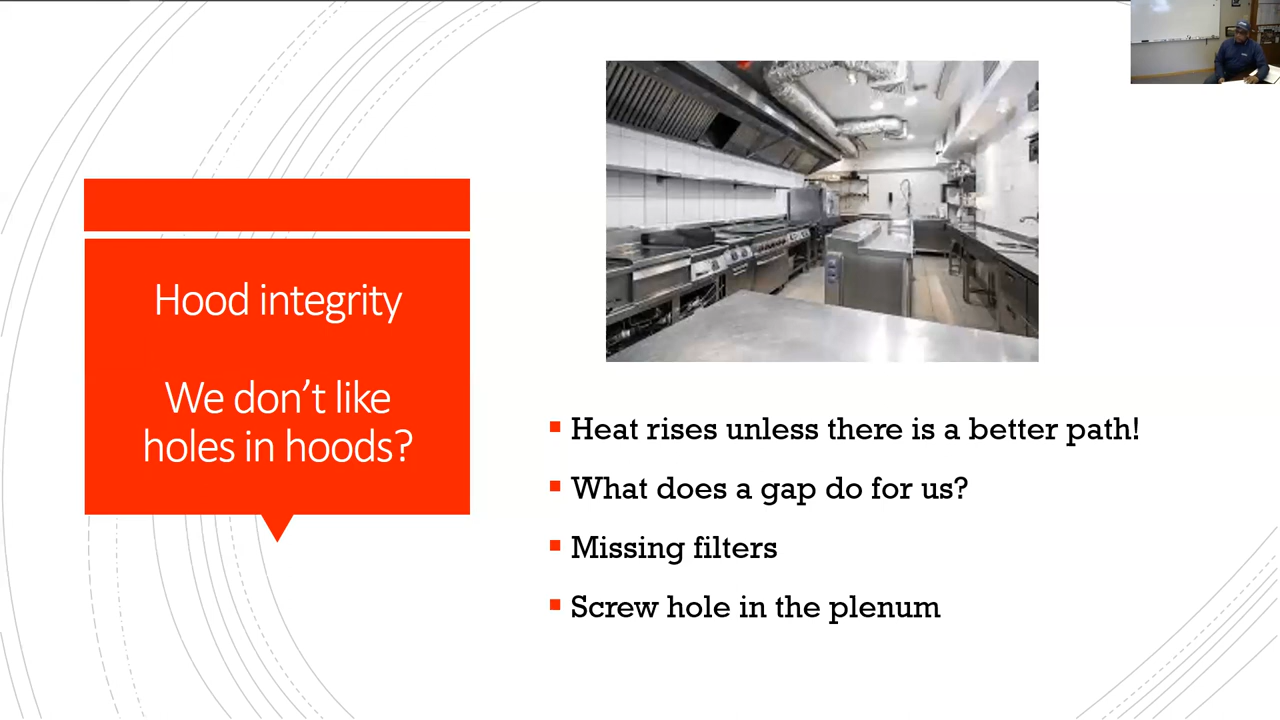 Hood integrity
We don’t like
holes in hoods?
Heat rises unless there is a better path!
What does a gap do for us?
Missing filters
Screw hole in the plenum